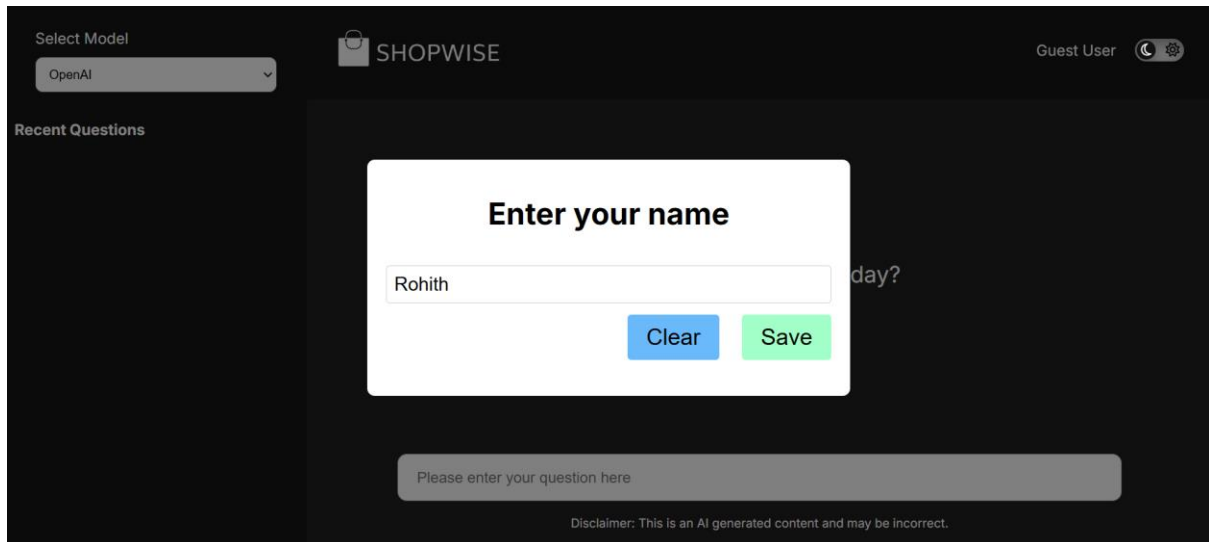 Select Model
OpenAI
Recent Questions
SHOPWISE
Guest User
Enter your name
Rohith
day?
Clear
Save
Please enter your question here
Disclaimer: This is an AI generated content and may be incorrect.